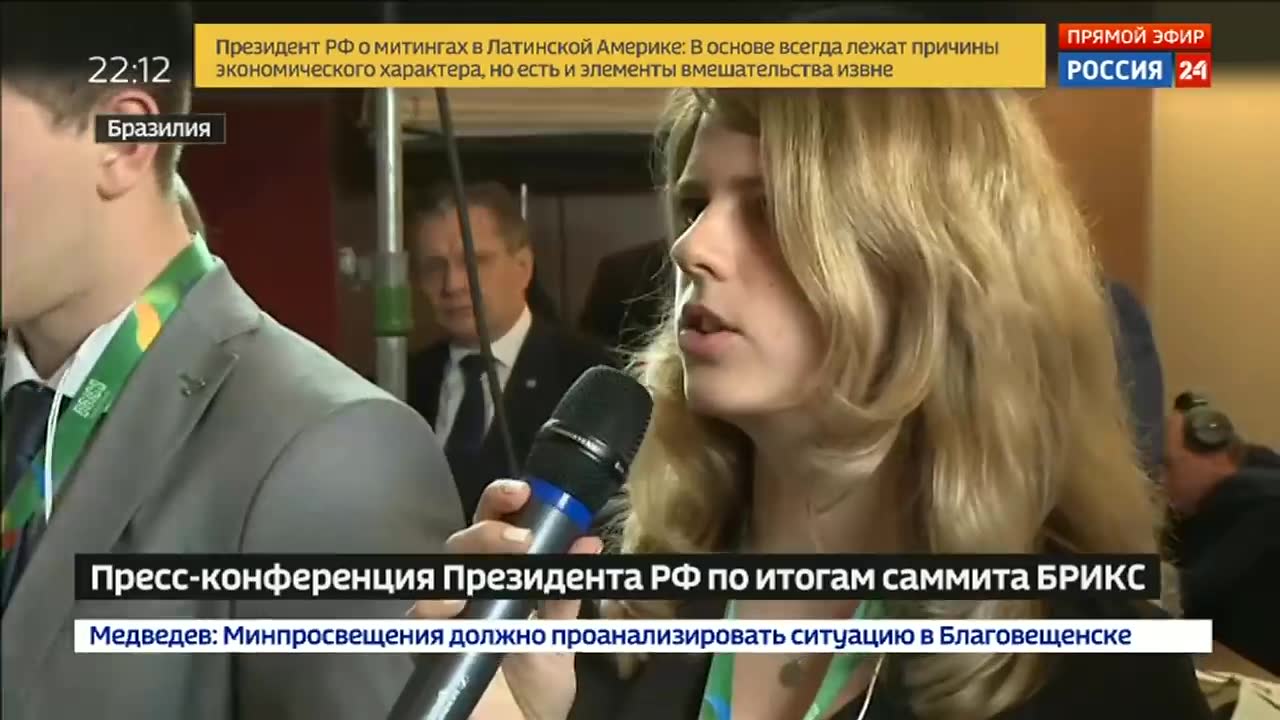 22:12
Президент РФ о митингах в Латинской Америке: В основе всегда лежат причины
экономического характера, но есть и элементы вмешательства извне
ПРЯМОЙ ЭФИР
РОССИЯ 24
Бразилия
Пресс-конференция Президента РФ по итогам саммита БРИКС
Медведев: Минпросвещения должно проанализировать ситуацию в Благовещенске